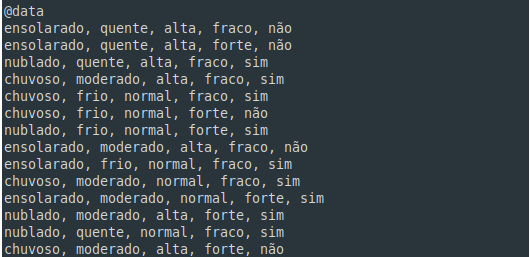 @data
ensolarado, quente, alta, fraco, não
ensolarado, quente, alta, forte, não
nublado, quente, alta, fraco, sim
chuvoso, moderado, alta, fraco, sim
chuvoso, frio, normal, fraco, sim
chuvoso, frio, normal, forte, não
nublado, frio, normal, forte, sim
ensolarado, moderado, alta, fraco, não
ensolarado, frio, normal, fraco, sim
chuvoso, moderado, normal, fraco, sim
ensolarado, moderado, normal, forte, sim
nublado, moderado, alta, forte, sim
nublado, quente, normal, fraco, sim
chuvoso, moderado, alta, forte, não